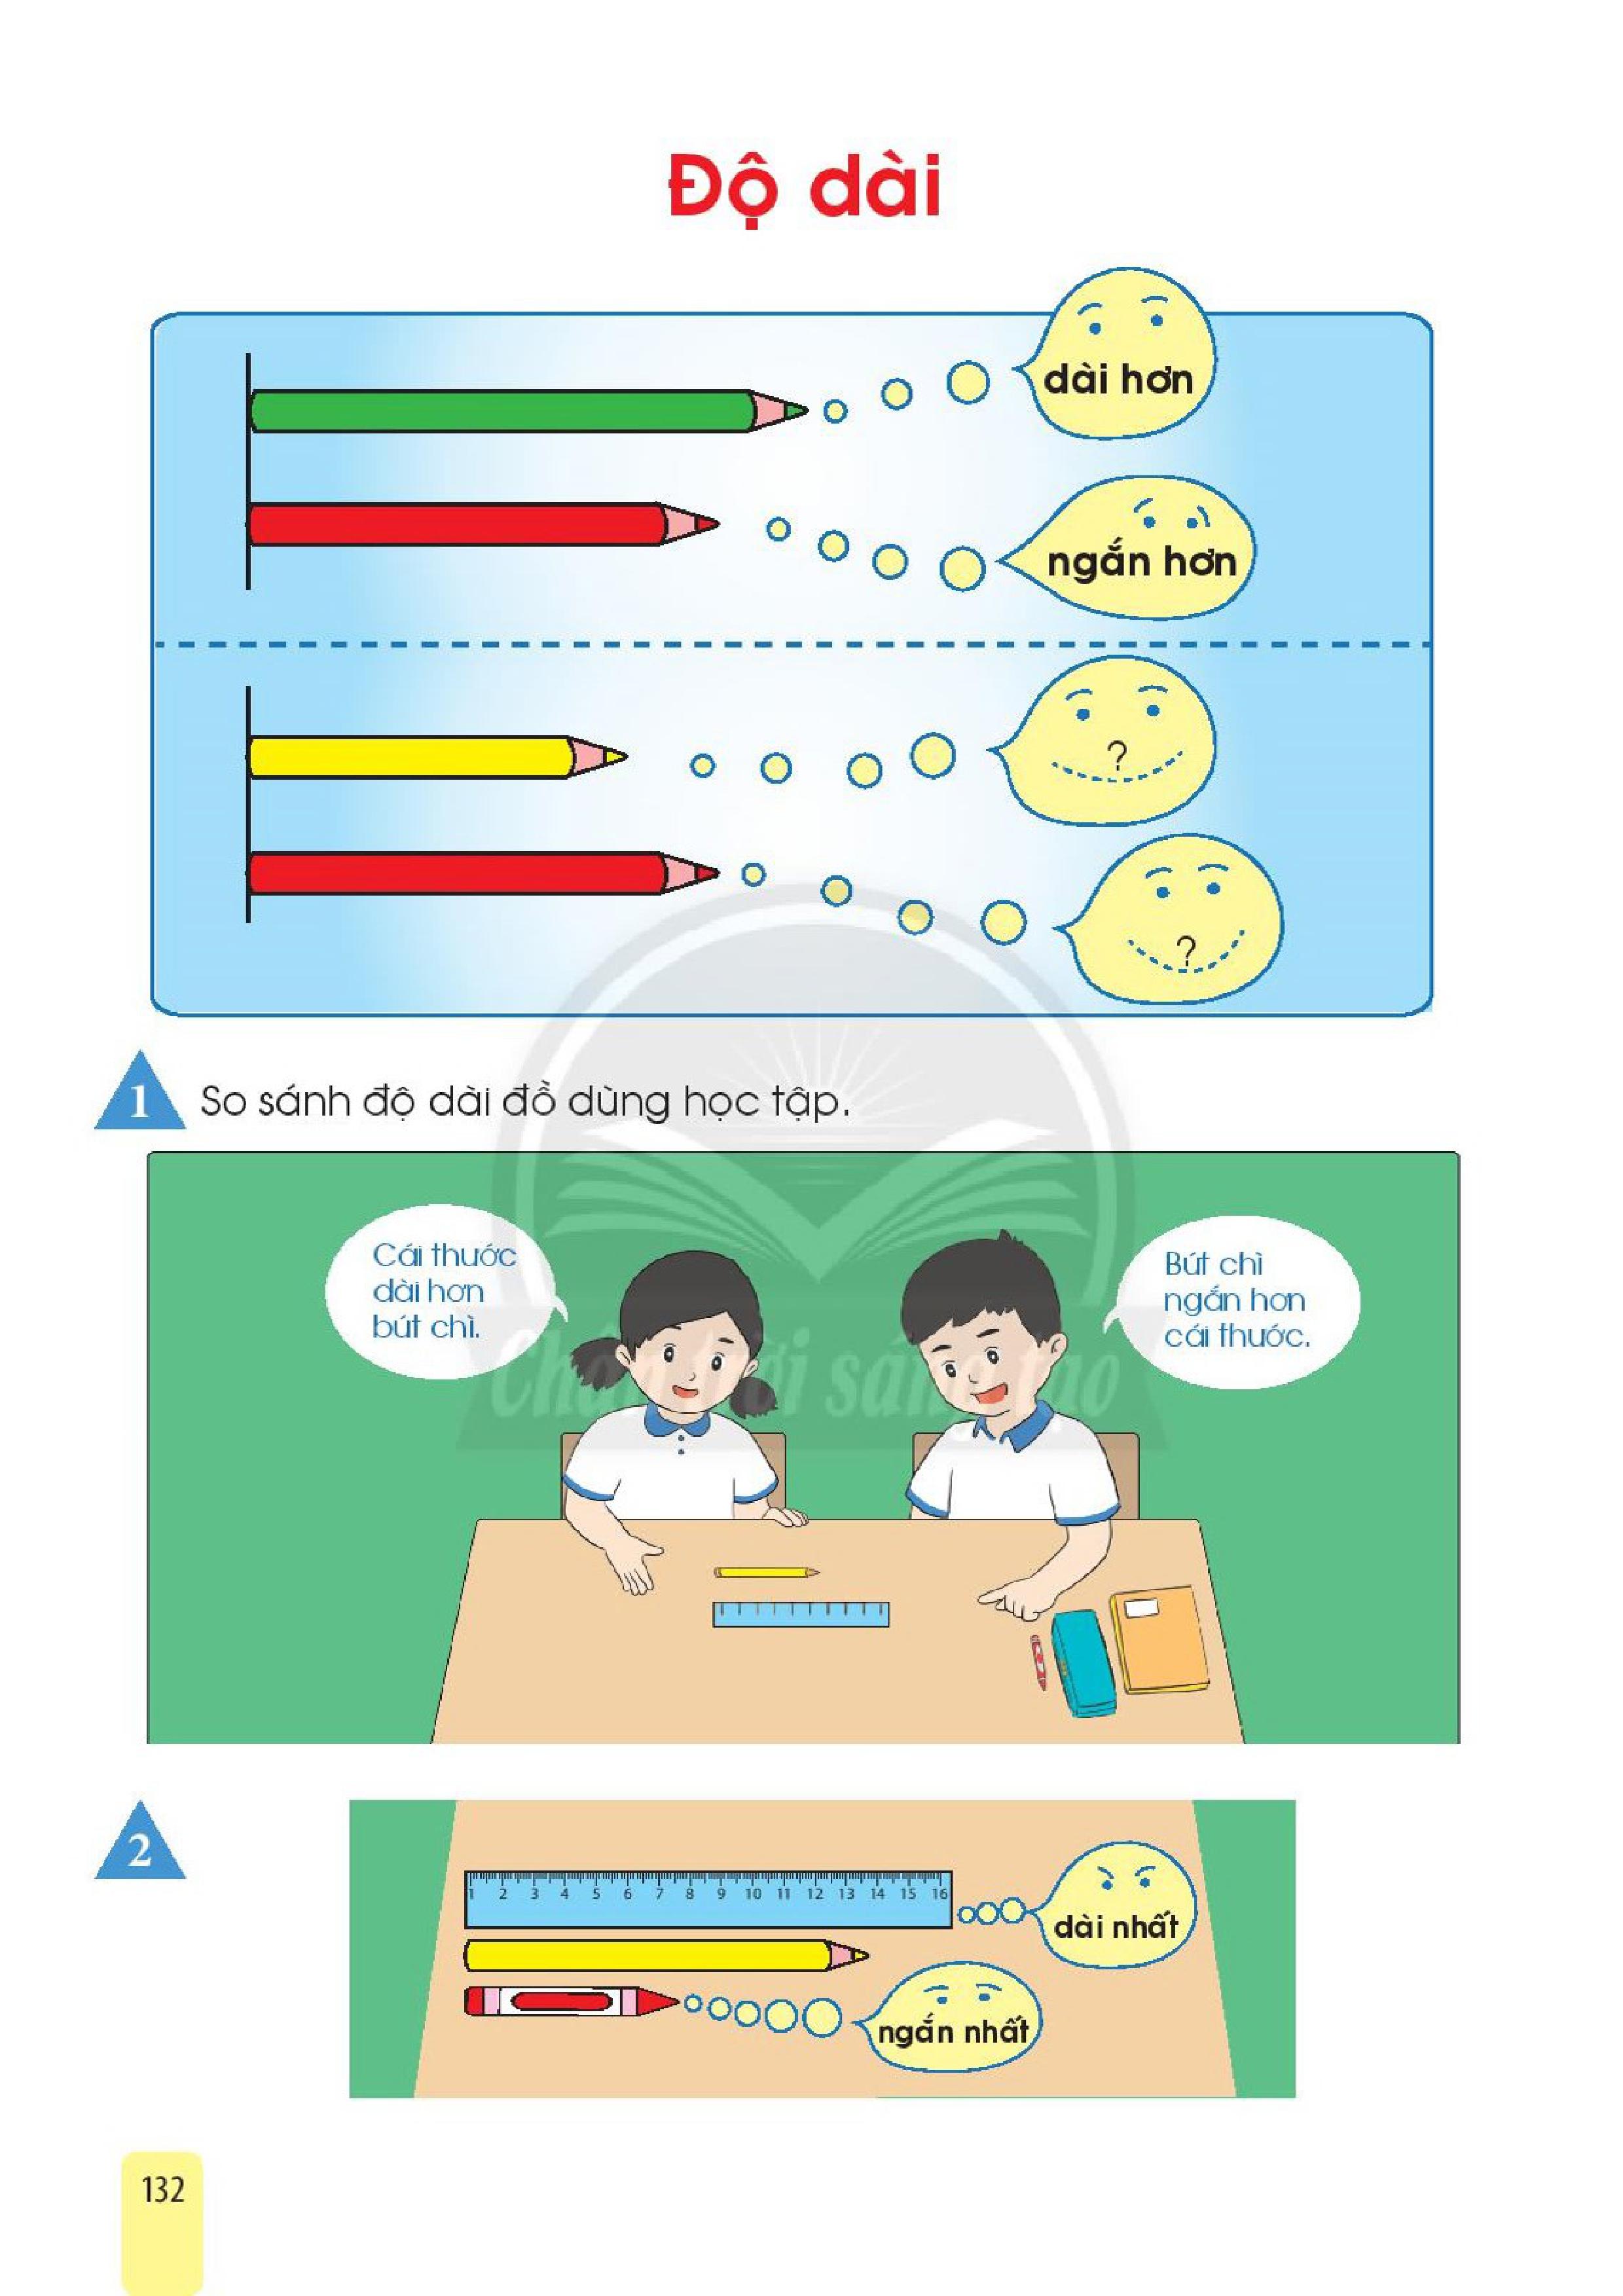 Độ dài
dài hơn
ngắn hơn
?
?
1 So sánh độ dài đồ dùng học tập.
Cái thước
dài hơn
bút chì.
Bút chì
ngắn hơn
cái thước.
Chân trời sáng tạo
2
1 2 3 4 5 6 7 8 9 10 11 12 13 14 15 16
dài nhất
ngắn nhất
132